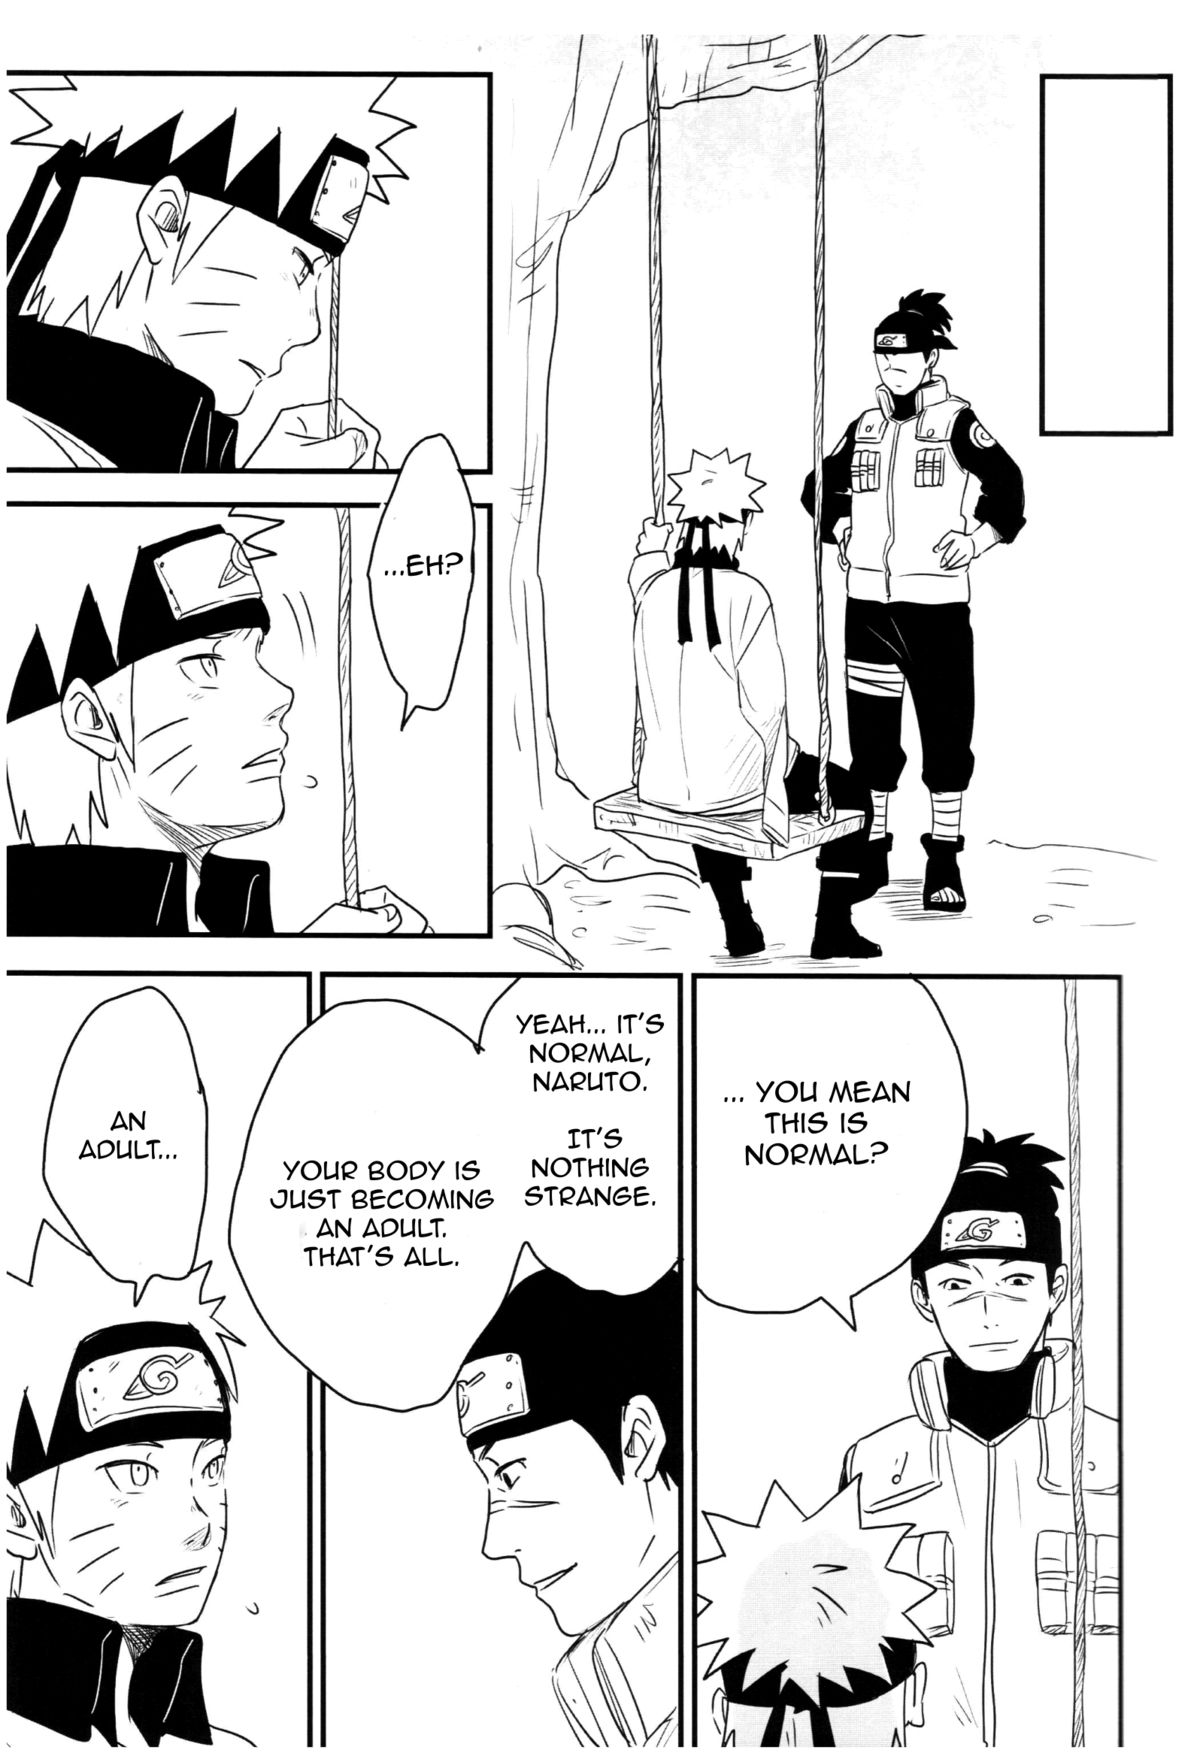 ...EH?
... YOU MEAN
THIS IS
NORMAL?
YEAH... IT'S
NORMAL,
NARUTO.
IT'S
NOTHING
STRANGE.
YOUR BODY IS
JUST BECOMING
AN ADULT.
THAT'S ALL.
AN
ADULT...